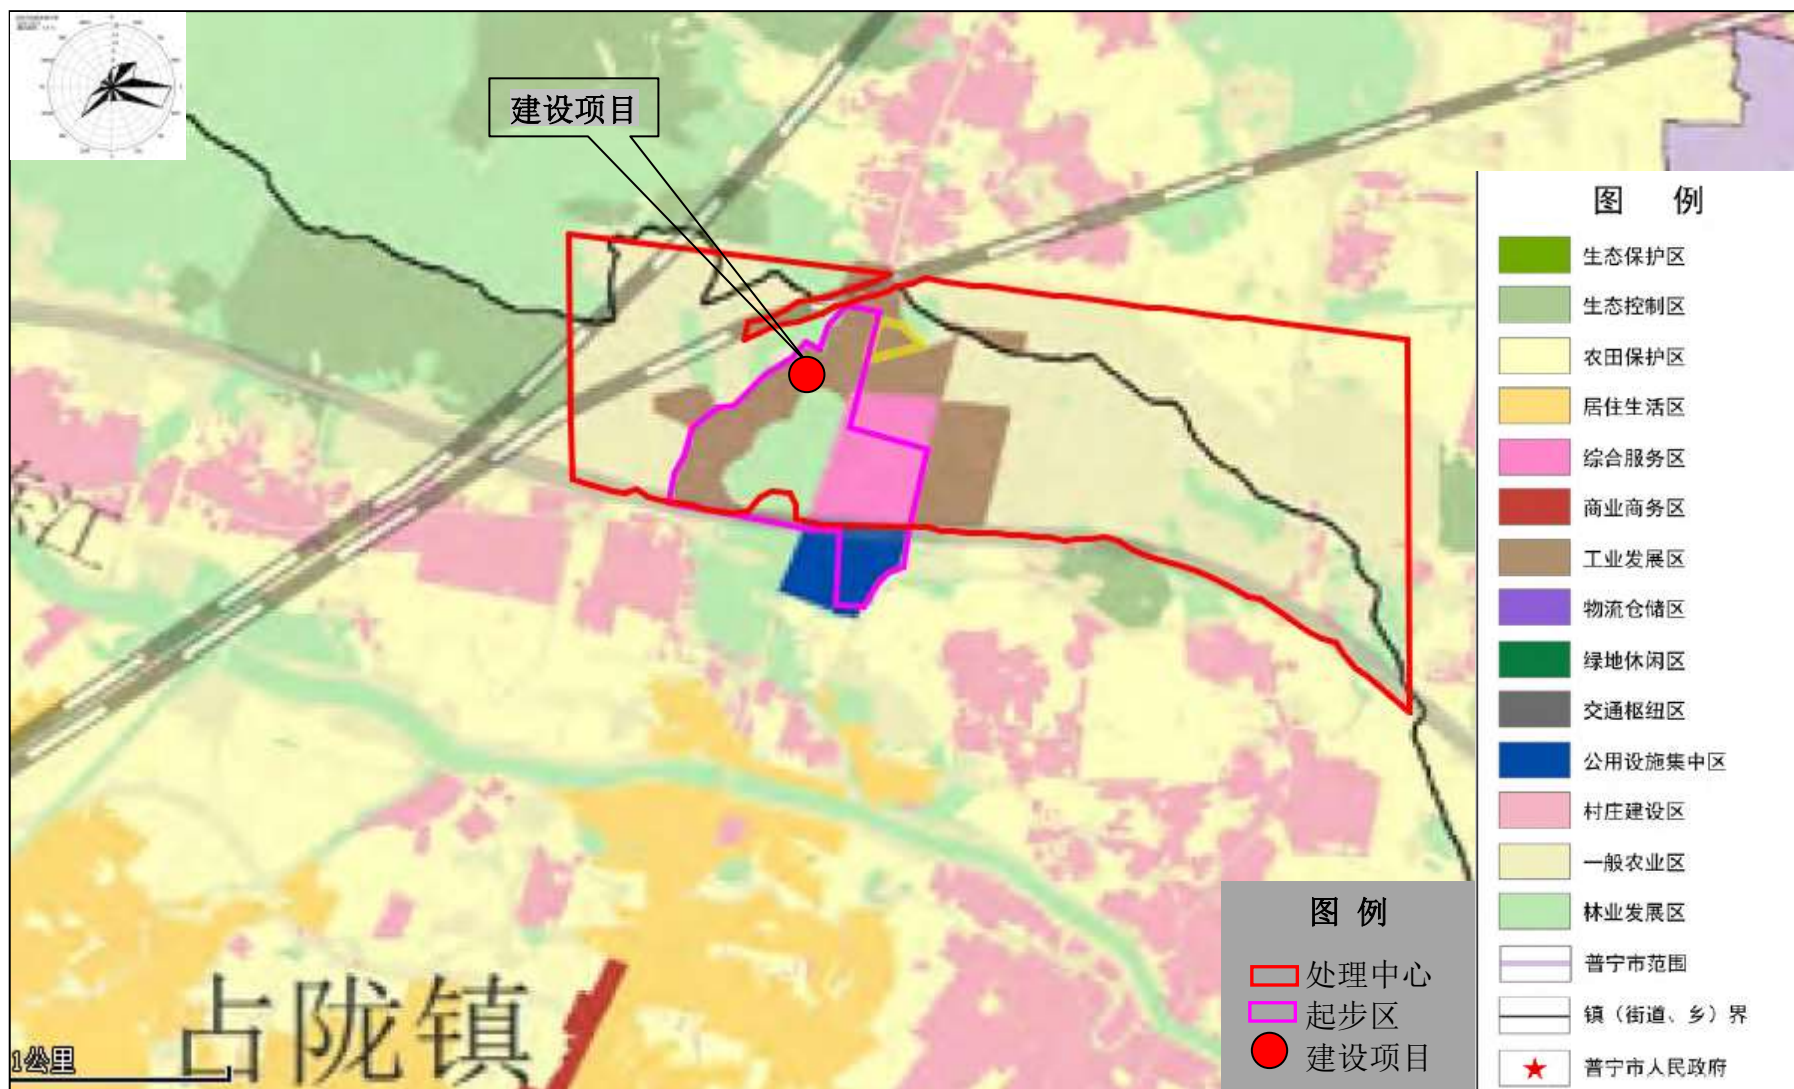 建设项目
图 例
生态保护区
生态控制区
农田保护区
居住生活区
综合服务区
商业商务区
工业发展区
物流仓储区
绿地休闲区
交通枢纽区
公用设施集中区
村庄建设区
一般农业区
林业发展区
普宁市范围
镇（街道、乡）界
普宁市人民政府
图 例
处理中心
起步区
建设项目
占陇镇
1公里